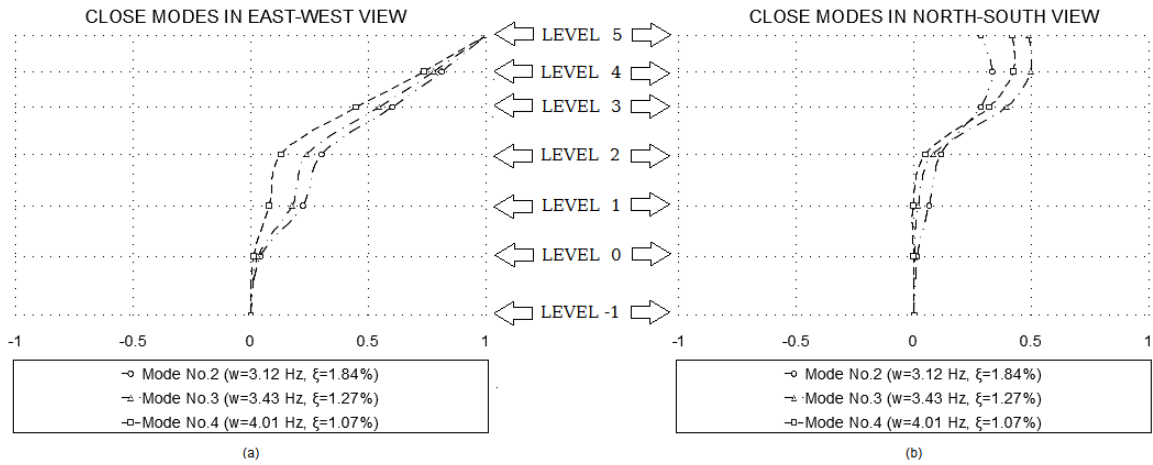 CLOSE MODES IN EAST-WEST VIEW
CLOSE MODES IN NORTH-SOUTH VIEW
LEVEL 5
LEVEL 4
LEVEL 3
LEVEL 2
LEVEL 1
LEVEL 0
LEVEL -1
-1 -0.5 0 0.5 1
-1 -0.5 0 0.5 1
Mode No.2 (w=3.12 Hz, ξ=1.84%)
Mode No.3 (w=3.43 Hz, ξ=1.27%)
Mode No.4 (w=4.01 Hz, ξ=1.07%)
(a)
Mode No.2 (w=3.12 Hz, ξ=1.84%)
Mode No.3 (w=3.43 Hz, ξ=1.27%)
Mode No.4 (w=4.01 Hz, ξ=1.07%)
(b)